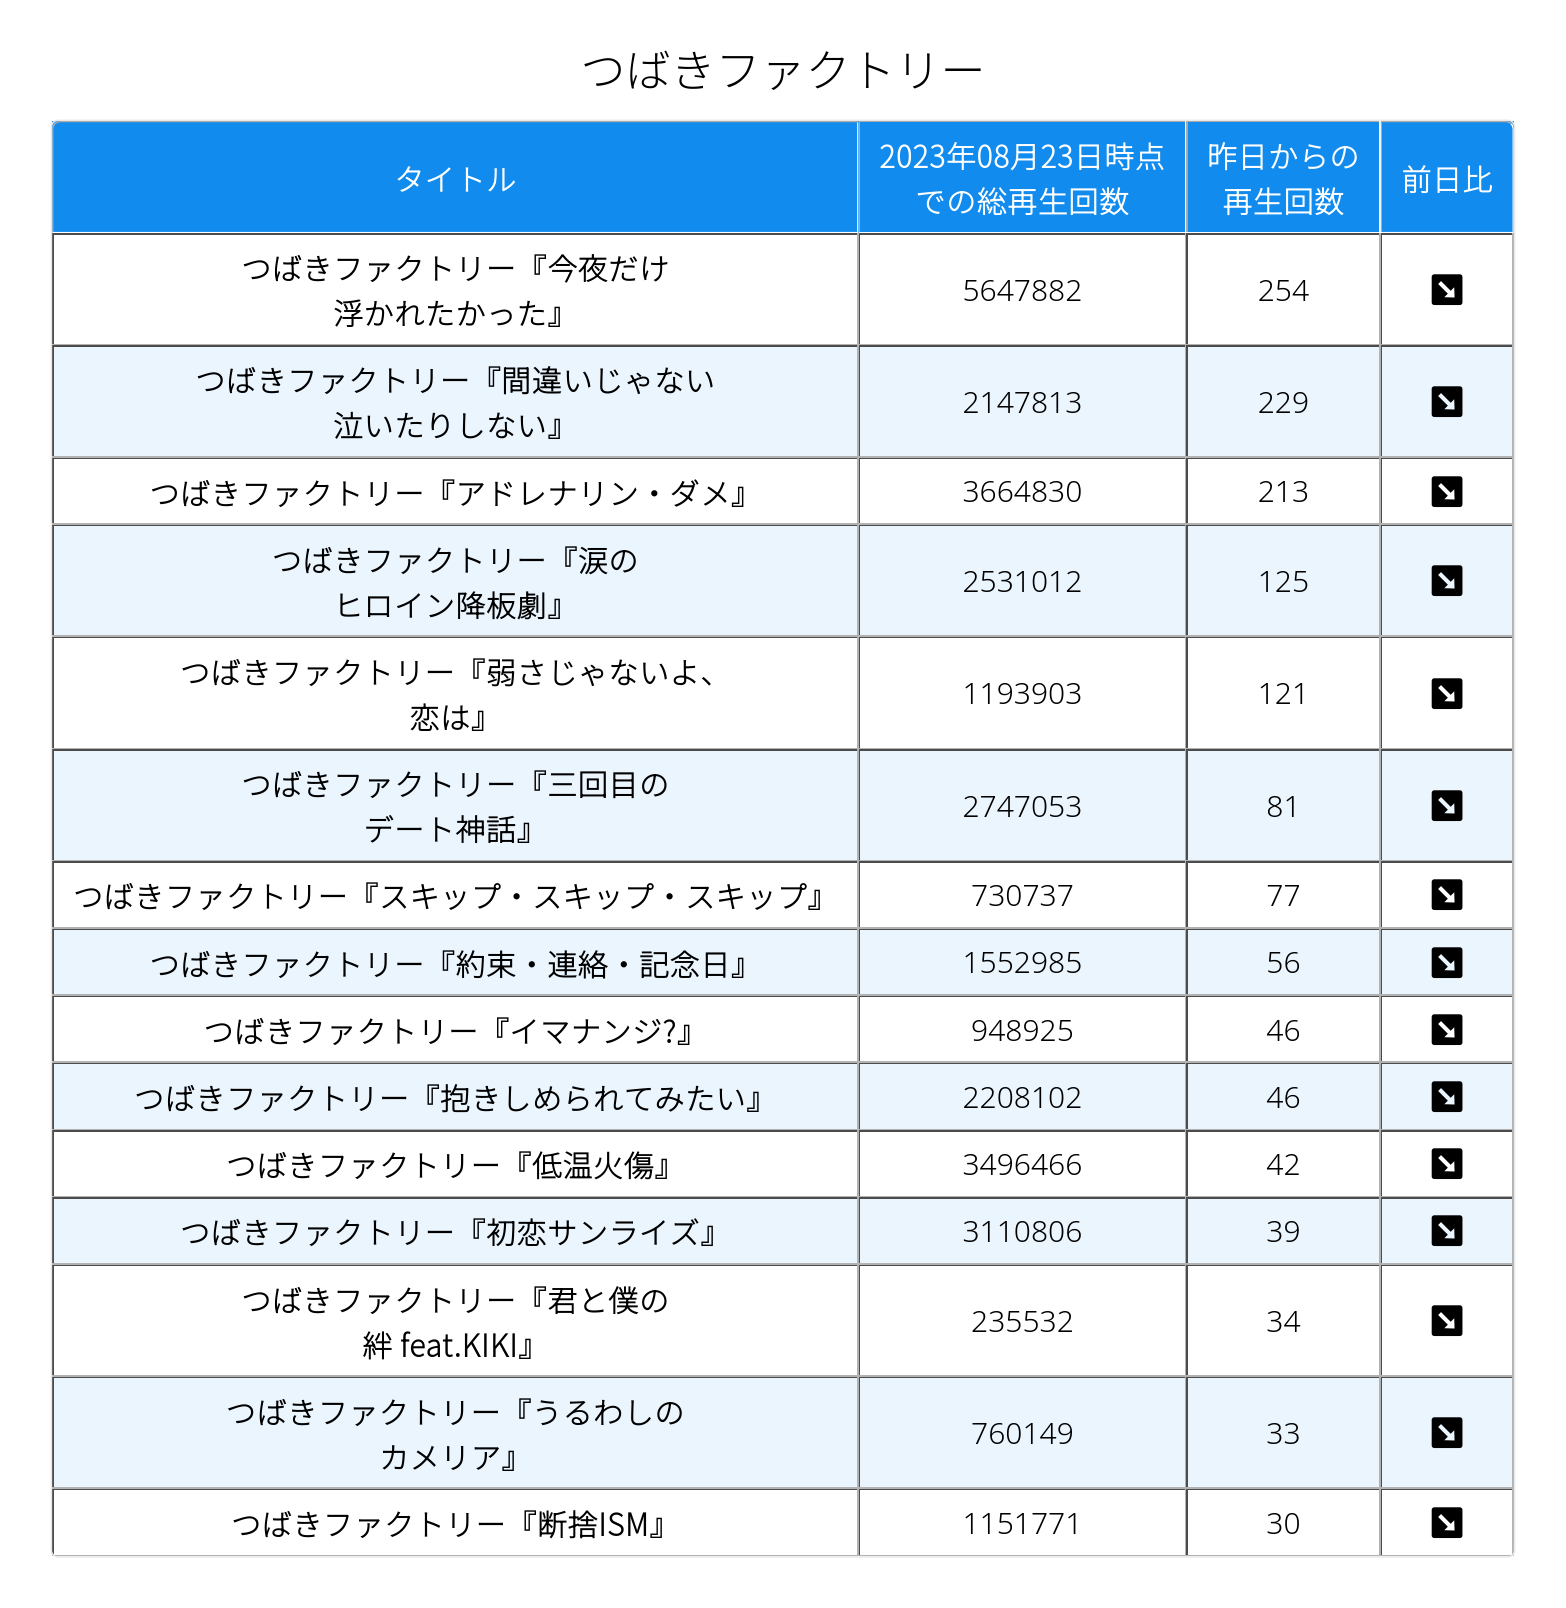 つばきファクトリー
タイトル
2023年08月23日時点
での総再生回数
昨日からの
再生回数
前日比
つばきファクトリー『今夜だけ
浮かれたかった』
5647882
254
つばきファクトリー『間違いじゃない
泣いたりしない』
2147813
229
つばきファクトリー『アドレナリン・ダメ』
3664830
213
つばきファクトリー『涙の
ヒロイン降板劇』
2531012
125
つばきファクトリー『弱さじゃないよ、
恋は』
1193903
121
つばきファクトリー『三回目の
デート神話』
2747053
81
つばきファクトリー『スキップ・スキップ・スキップ』
730737
77
つばきファクトリー『約束・連絡・記念日』
1552985
56
つばきファクトリー『イマナンジ?』
948925
46
つばきファクトリー『抱きしめられてみたい』
2208102
46
つばきファクトリー『低温火傷』
3496466
42
つばきファクトリー『初恋サンライズ』
3110806
39
つばきファクトリー『君と僕の
絆 feat.KIKI』
235532
34
つばきファクトリー『うるわしの
カメリア』
760149
33
つばきファクトリー『断捨ISM』
1151771
30